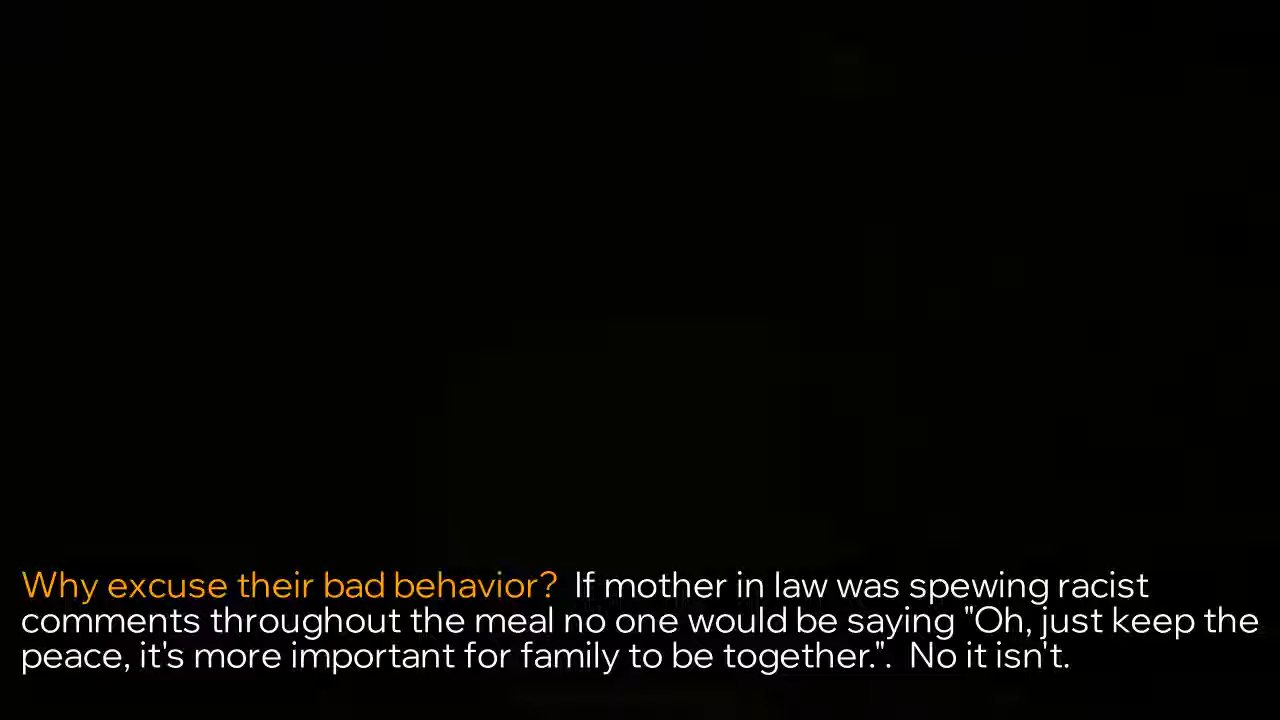 Why excuse their bad behavior?  If mother in law was spewing racist
comments throughout the meal no one would be saying "Oh, just keep the
peace, it's more important for family to be together.".  No it isn't.